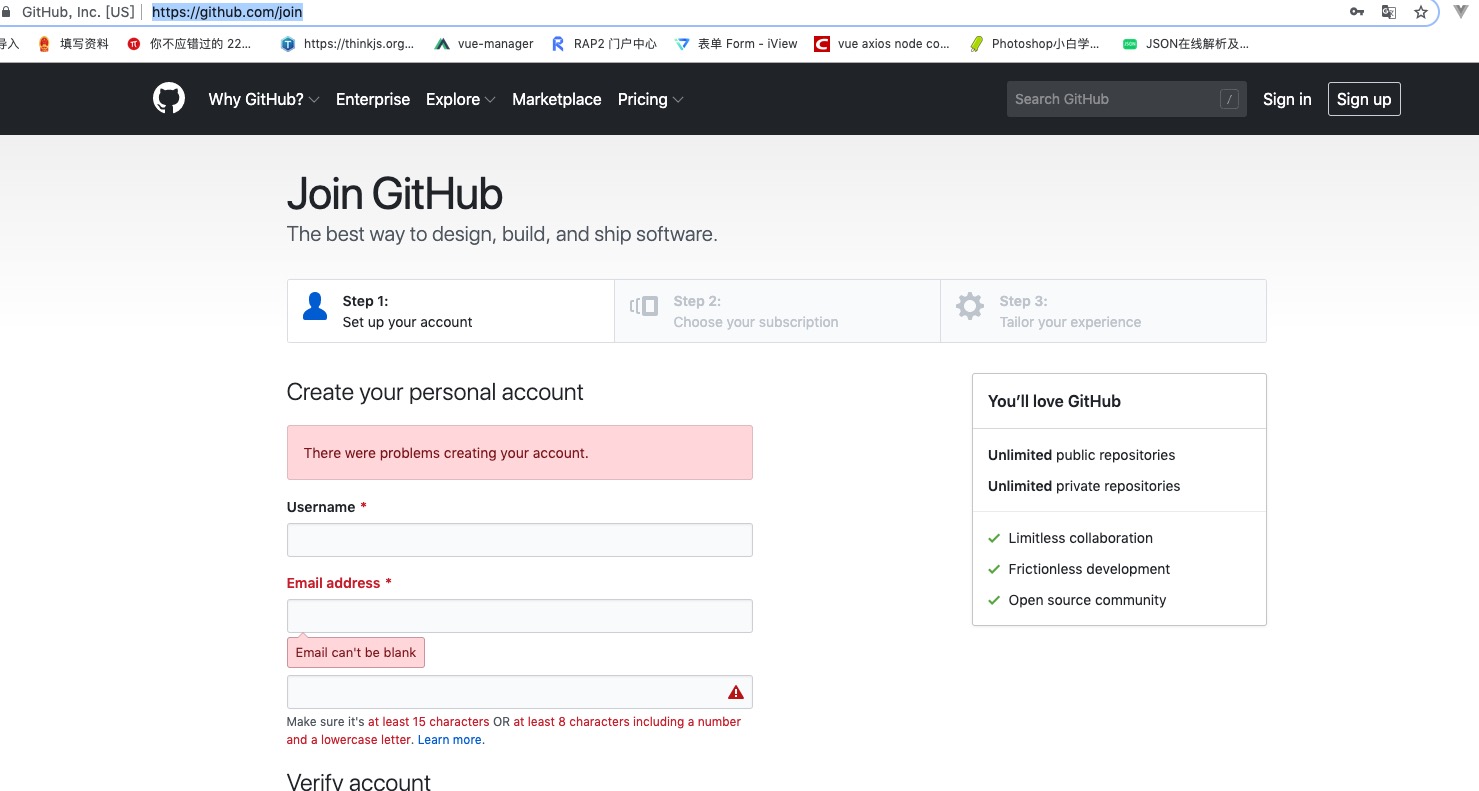 GitHub, Inc. [US] https://github.com/join
导入 填写资料 你不应错过的 22... https://thinkjs.org... vue-manager RAP2 门户中心 表单 Form - iView vue axios node co... Photoshop小白学... JSON在线解析及...
Why GitHub? Enterprise Explore Marketplace Pricing Search GitHub / Sign in Sign up
Join GitHub
The best way to design, build, and ship software.
Step 1:
Set up your account
Step 2:
Choose your subscription
Step 3:
Tailor your experience
Create your personal account
There were problems creating your account.
Username *
Email address *
Email can't be blank
Make sure it's at least 15 characters OR at least 8 characters including a number
and a lowercase letter. Learn more.
Verify account
You’ll love GitHub
Unlimited public repositories
Unlimited private repositories
Limitless collaboration
Frictionless development
Open source community